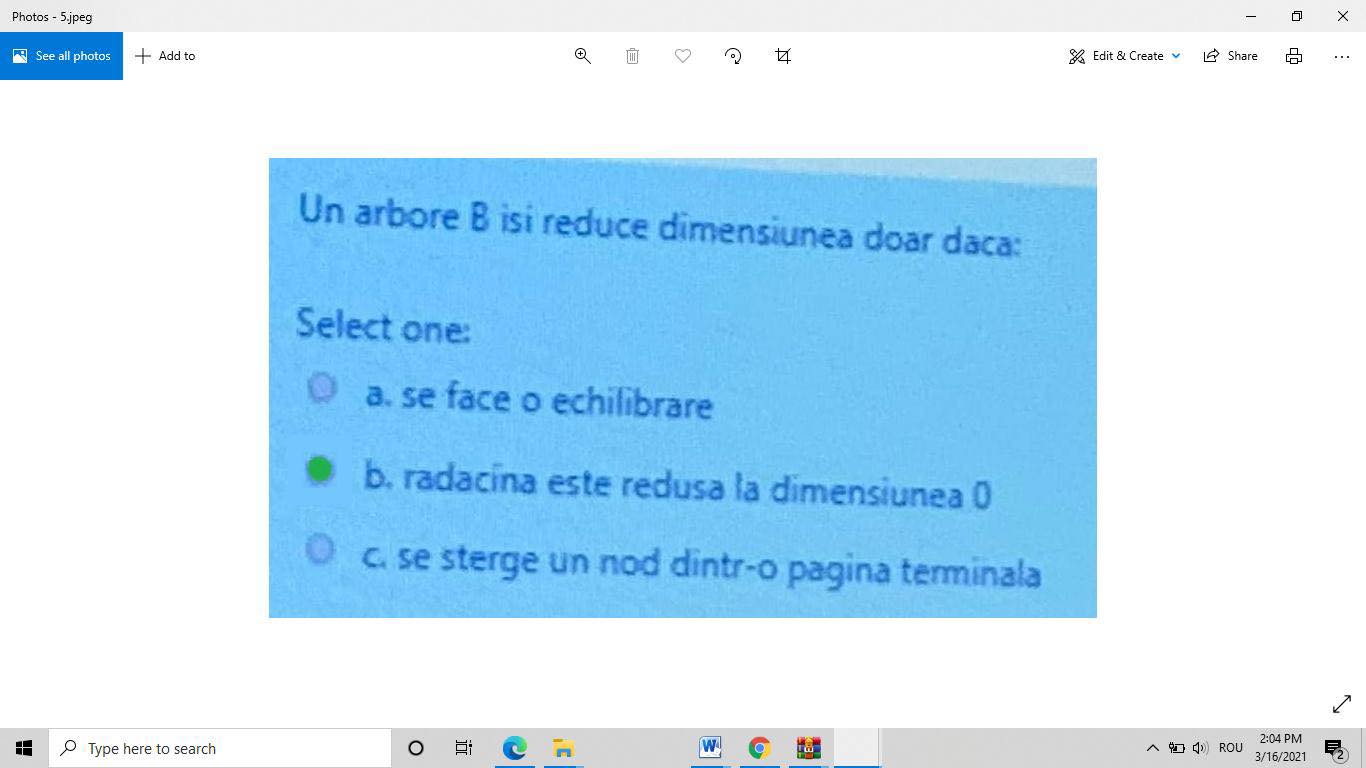 Photos - 5.jpeg
See all photos
Add to
Edit & Create
Share
Un arbore B isi reduce dimensiunea doar daca:
Select one:
a. se face o echilibrare
b. radacina este redusa la dimensiunea 0
c. se sterge un nod dintr-o pagina terminala
Type here to search
ROU
2:04 PM
3/16/2021
2